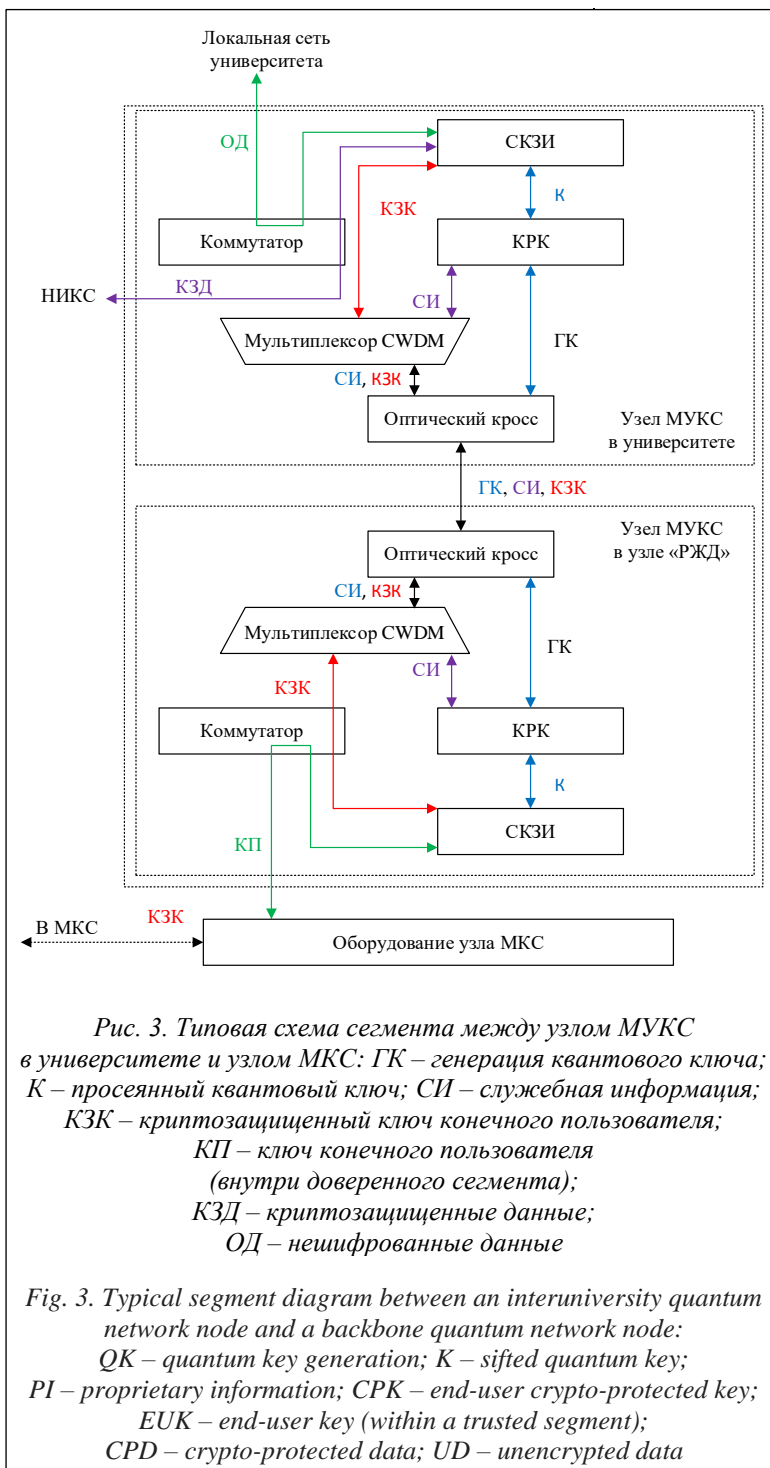 Локальная сеть
университета
ОД
СКЗИ
К
КЗК
Коммутатор
КРК
НИКС
КЗД
СИ
Мультиплексор CWDM
ГК
СИ, КЗК
Оптический кросс
Узел МУКС
в университете
ГК, СИ, КЗК
Узел МУКС
в узле «РЖД»
Оптический кросс
СИ, КЗК
Мультиплексор CWDM
ГК
СИ
КЗК
Коммутатор
КРК
К
СКЗИ
КП
КЗК
В МКС
Оборудование узла МКС
Рис. 3. Типовая схема сегмента между узлом МУКС
в университете и узлом МКС: ГК – генерация квантового ключа;
К – просеянный квантовый ключ; СИ – служебная информация;
КЗК – криптозащищенный ключ конечного пользователя;
КП – ключ конечного пользователя
(внутри доверенного сегмента);
КЗД – криптозащищенные данные;
ОД – нешифрованные данные
Fig. 3. Typical segment diagram between an interuniversity quantum
network node and a backbone quantum network node:
QK – quantum key generation; K – sifted quantum key;
PI – proprietary information; CPK – end-user crypto-protected key;
EUK – end-user key (within a trusted segment);
CPD – crypto-protected data; UD – unencrypted data